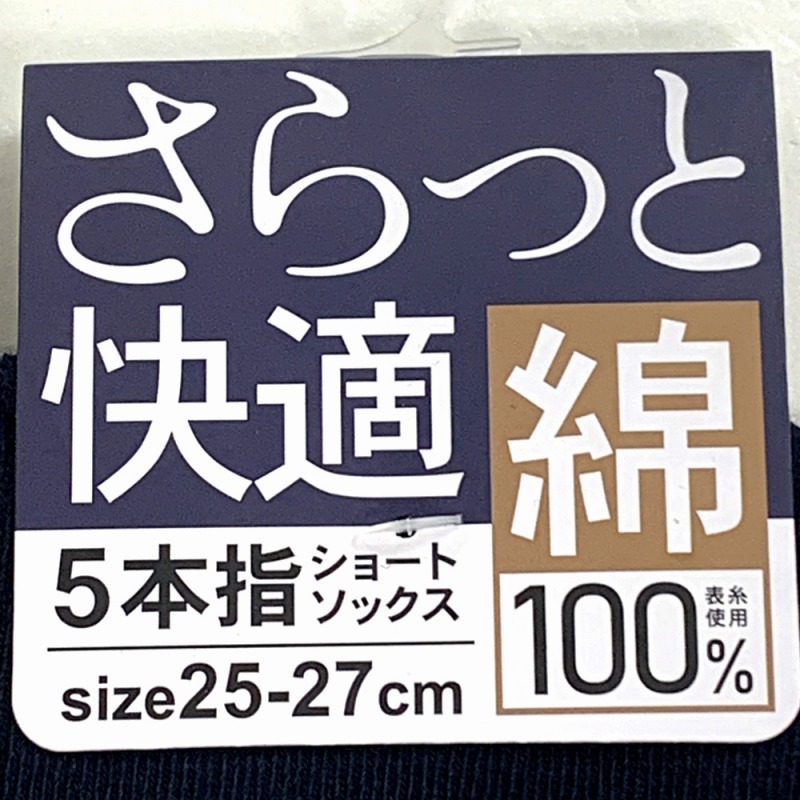 さらっと
快適
綿
100%
表糸
使用
5本指
ショート
ソックス
size25-27cm